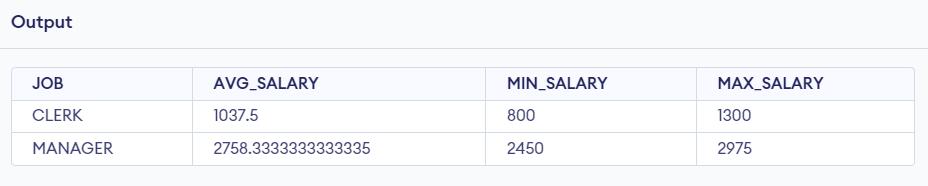 Output
JOB AVG_SALARY MIN_SALARY MAX_SALARY
CLERK 1037.5 800 1300
MANAGER 2758.3333333333335 2450 2975